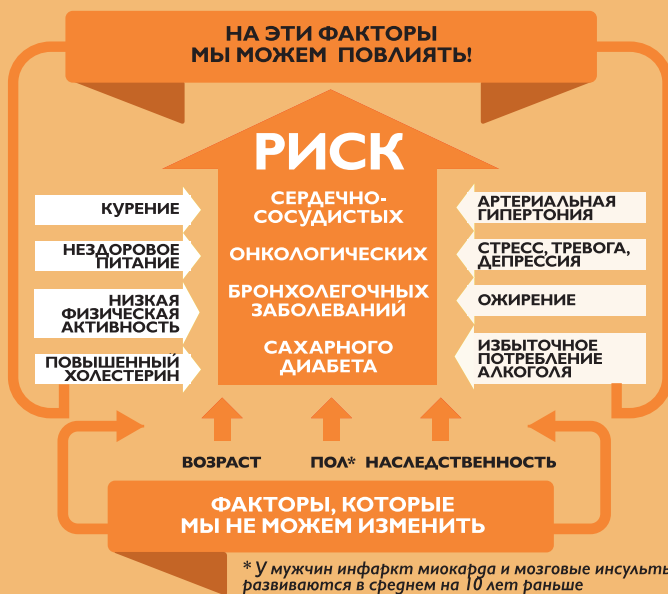 НА ЭТИ ФАКТОРЫ
МЫ МОЖЕМ ПОВЛИЯТЬ!
РИСК
СЕРДЕЧНО-
СОСУДИСТЫХ
ОНКОЛОГИЧЕСКИХ
БРОНХОЛЕГОЧНЫХ
ЗАБОЛЕВАНИЙ
САХАРНОГО
ДИАБЕТА
КУРЕНИЕ
НЕЗДОРОВОЕ
ПИТАНИЕ
НИЗКАЯ
ФИЗИЧЕСКАЯ
АКТИВНОСТЬ
ПОВЫШЕННЫЙ
ХОЛЕСТЕРИН
АРТЕРИАЛЬНАЯ
ГИПЕРТОНИЯ
СТРЕСС, ТРЕВОГА,
ДЕПРЕССИЯ
ОЖИРЕНИЕ
ИЗБЫТОЧНОЕ
ПОТРЕБЛЕНИЕ
АЛКОГОЛЯ
ВОЗРАСТ ПОЛ* НАСЛЕДСТВЕННОСТЬ
ФАКТОРЫ, КОТОРЫЕ
МЫ НЕ МОЖЕМ ИЗМЕНИТЬ
* У мужчин инфаркт миокарда и мозговые инсульты
развиваются в среднем на 10 лет раньше